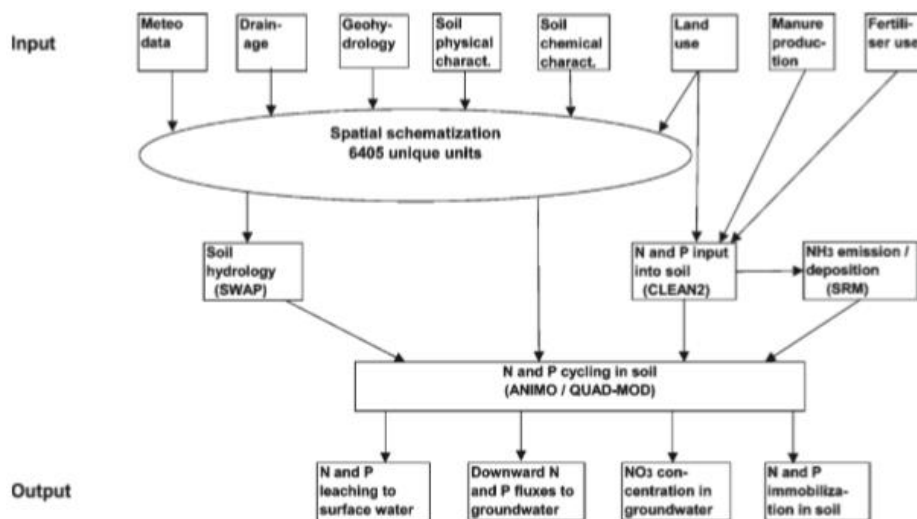 Input
Meteo
data
Drain-
age
Geohy-
drology
Soil
physical
charact.
Soil
chemical
charact.
Land
use
Manure
produc-
tion
Fertili-
ser use
Spatial schematization
6405 unique units
Soil
hydrology
(SWAP)
N and P input
into soil
(CLEAN2)
NH3 emission /
deposition
(SRM)
N and P cycling in soil
(ANIMO / QUAD-MOD)
Output
N and P
leaching to
surface water
Downward N
and P fluxes to
groundwater
NO3 con-
centration in
groundwater
N and P
immobiliza-
tion in soil